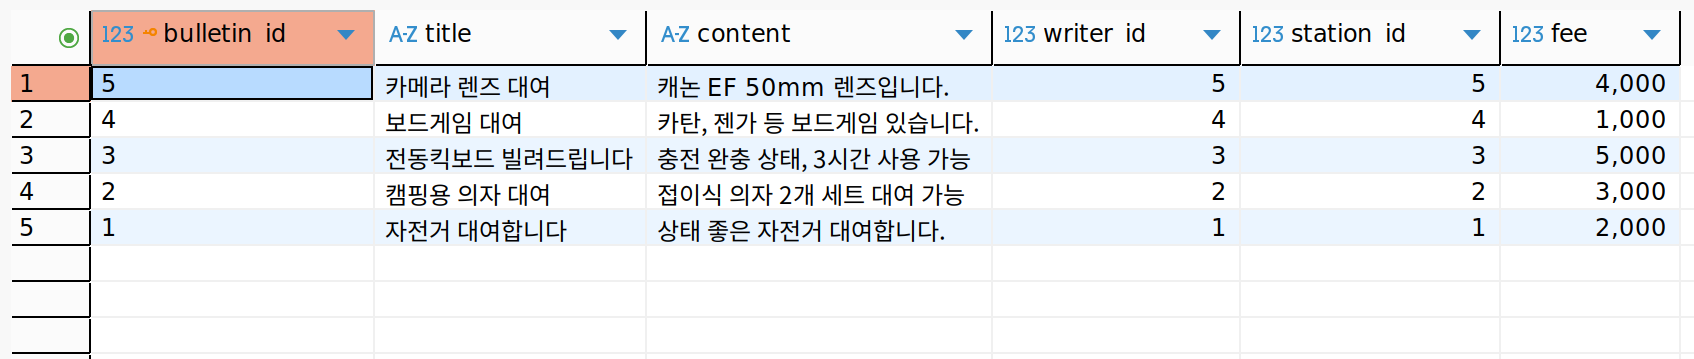 123 bulletin_id A-Z title A-Z content 123 writer_id 123 station_id 123 fee
1 5 카메라 렌즈 대여 캐논 EF 50mm 렌즈입니다. 5 5 4,000
2 4 보드게임 대여 카탄, 젠가 등 보드게임 있습니다. 4 4 1,000
3 3 전동킥보드 빌려드립니다 충전 완충 상태, 3시간 사용 가능 3 3 5,000
4 2 캠핑용 의자 대여 접이식 의자 2개 세트 대여 가능 2 2 3,000
5 1 자전거 대여합니다 상태 좋은 자전거 대여합니다. 1 1 2,000